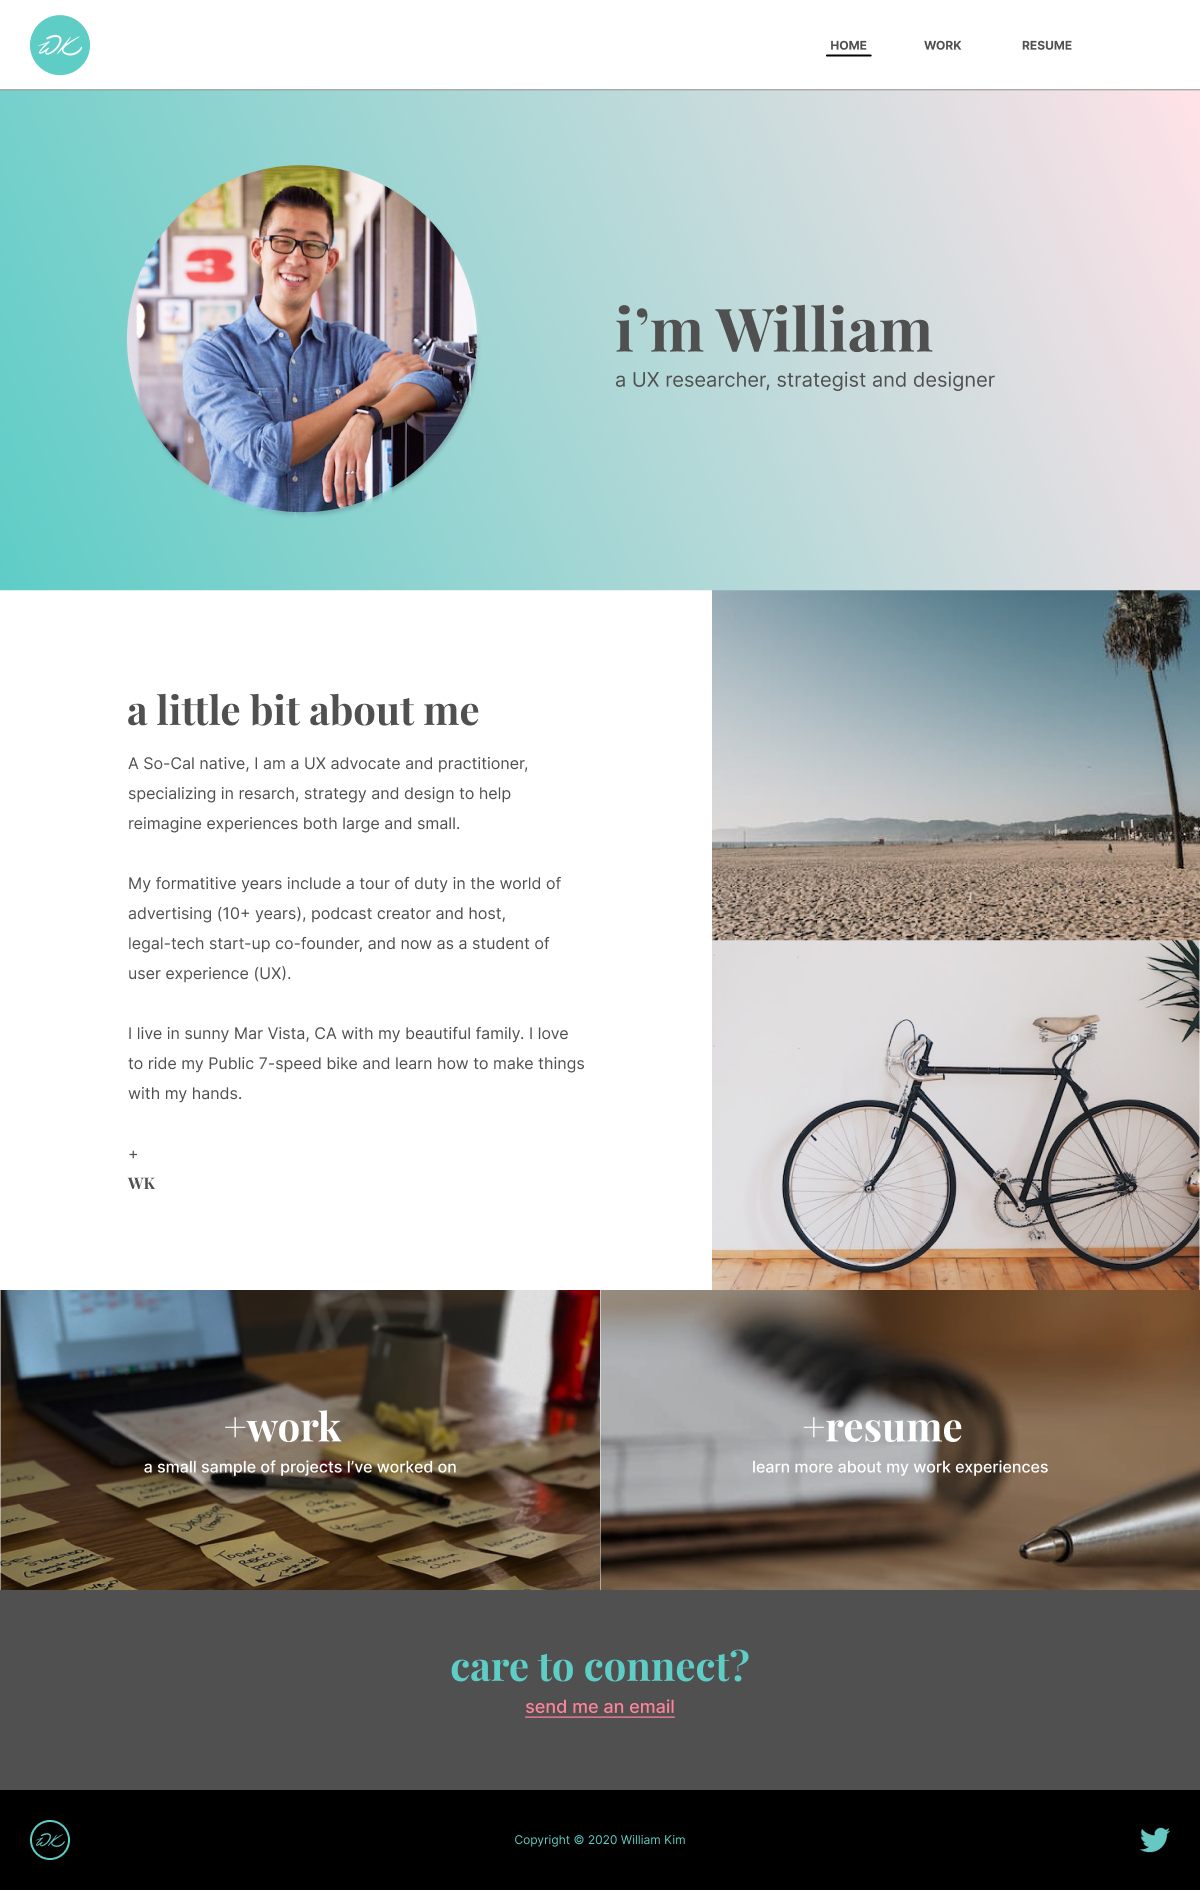 WK
HOME
WORK
RESUME
3
i’m William
a UX researcher, strategist and designer
a little bit about me
A So-Cal native, I am a UX advocate and practitioner,
specializing in resarch, strategy and design to help
reimagine experiences both large and small.
My formatitive years include a tour of duty in the world of
advertising (10+ years), podcast creator and host,
legal-tech start-up co-founder, and now as a student of
user experience (UX).
I live in sunny Mar Vista, CA with my beautiful family. I love
to ride my Public 7-speed bike and learn how to make things
with my hands.
+
WK
+work
a small sample of projects I’ve worked on
TODAY'S
RECCO
RECIPE
GET STARTED
+resume
learn more about my work experiences
care to connect?
send me an email
WK
Copyright © 2020 William Kim